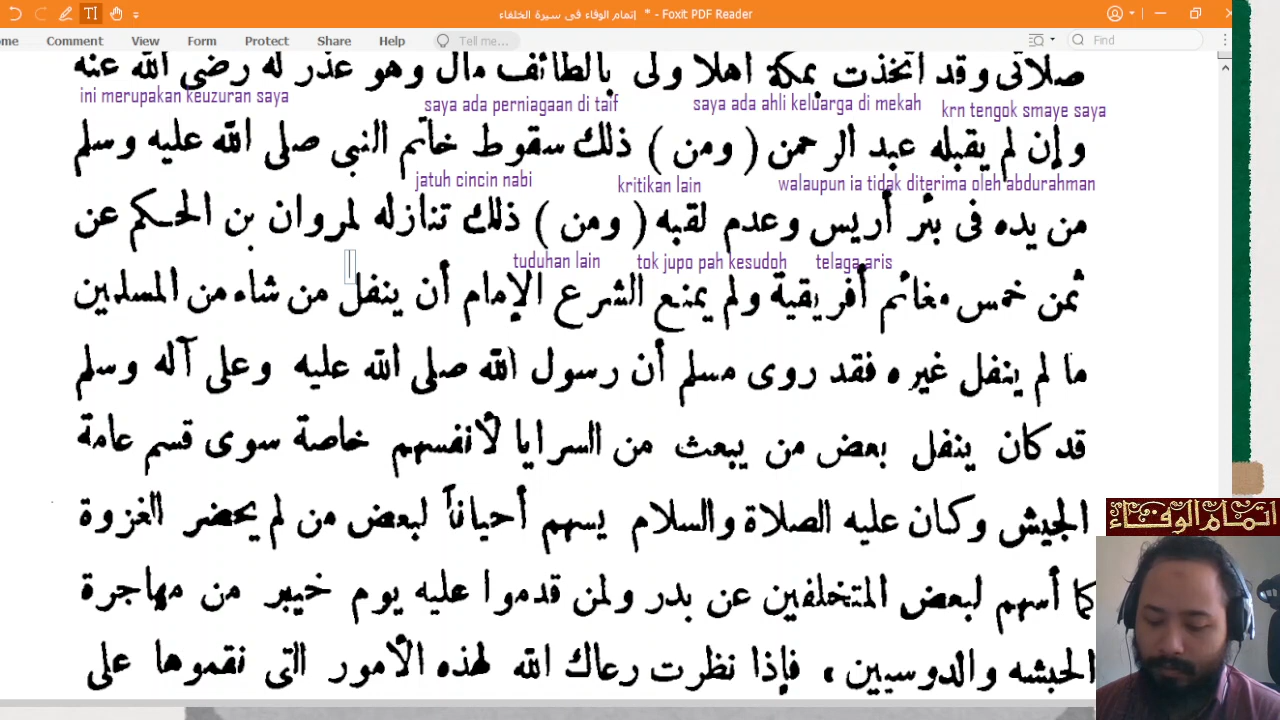 إتمام الوفاء فى سيرة الخلفاء * - Foxit PDF Reader
ome Comment View Form Protect Share Help Tell me... Find
صلاتى وقد اتخذت بمكة أهلا ولى بالطائف مال وهو عذر له رضي الله عنه
ini merupakan keuzuran saya saya ada perniagaan di taif saya ada ahli keluarga di mekah krn tengok smaye saya
وإن لم يقبله عبد الرحمن ( ومن ) ذلك سقوط خاتم النبى صلى الله عليه وسلم
jatuh cincin nabi kritikan lain walaupun ia tidak diterima oleh abdurahman
من يده فى بئر أريس وعدم لقبه ( ومن ) ذلك تنازله لمروان بن الحكم عن
tuduhan lain tok jupo pah kesudoh telaga aris
ثمن خمس مغانم أفريقية ولم يمنع الشرع الإمام أن ينفل من شاء من المسلمين
ما لم ينفل غيره فقد روى مسلم أن رسول الله صلى الله عليه وعلى آله وسلم
قد كان ينفل بعض من يبعث من السرايا لأنفسهم خاصة سوى قسم عامة
الجيش وكان عليه الصلاة والسلام يسهم أحياناً لبعض من لم يحضر الغزوة
كما أسهم لبعض المتخلفين عن بدر ولمن قدموا عليه يوم خيبر من مهاجرة
الحبشه والدوسيين ، فإذا نظرت رعاك الله لهذه الأمور التى نقموها على
اتمام الوفاء